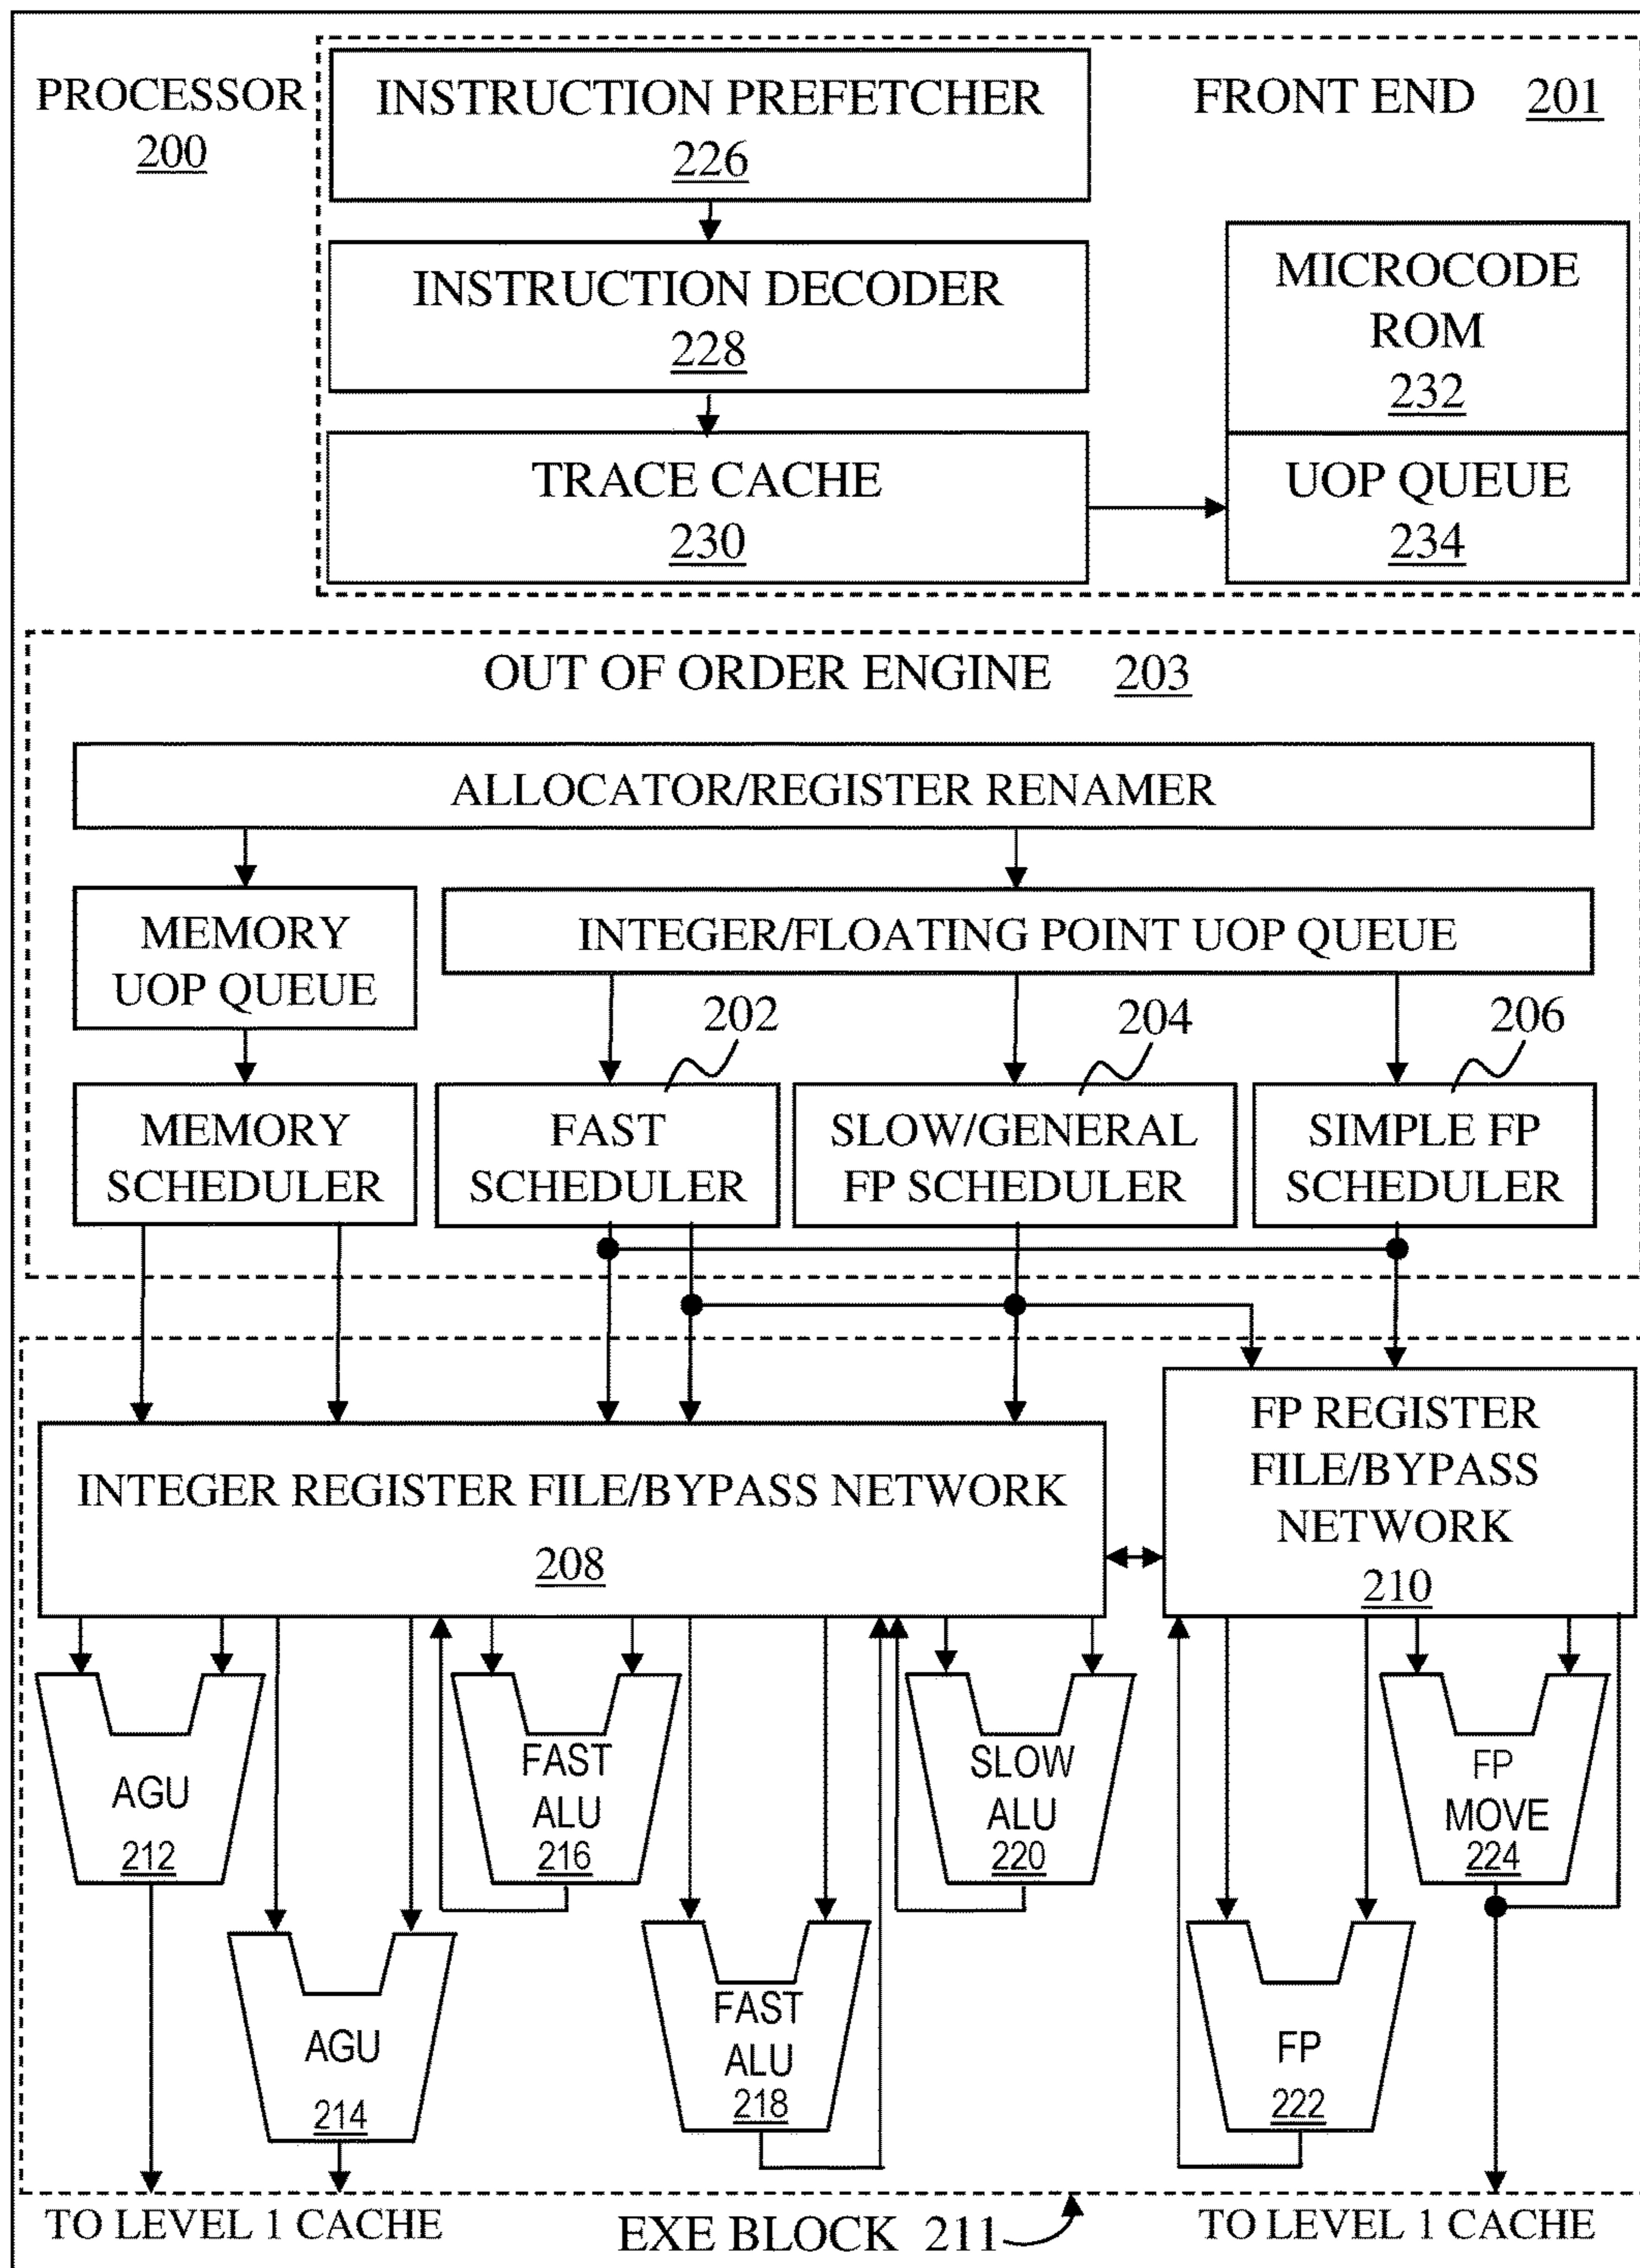 PROCESSOR
200
INSTRUCTION PREFETCHER
226
FRONT END 201
INSTRUCTION DECODER
228
MICROCODE
ROM
232
TRACE CACHE
230
UOP QUEUE
234
OUT OF ORDER ENGINE 203
ALLOCATOR/REGISTER RENAMER
MEMORY
UOP QUEUE
INTEGER/FLOATING POINT UOP QUEUE
202
204
206
MEMORY
SCHEDULER
FAST
SCHEDULER
SLOW/GENERAL
FP SCHEDULER
SIMPLE FP
SCHEDULER
INTEGER REGISTER FILE/BYPASS NETWORK
208
FP REGISTER
FILE/BYPASS
NETWORK
210
AGU
212
FAST
ALU
216
SLOW
ALU
220
FP
MOVE
224
AGU
214
FAST
ALU
218
FP
222
TO LEVEL 1 CACHE
EXE BLOCK 211
TO LEVEL 1 CACHE